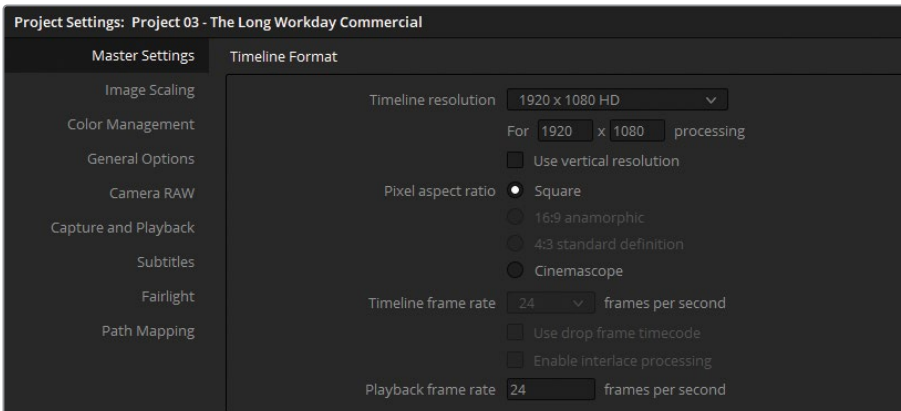 Project Settings: Project 03 - The Long Workday Commercial
Master Settings
Image Scaling
Color Management
General Options
Camera RAW
Capture and Playback
Subtitles
Fairlight
Path Mapping
Timeline Format
Timeline resolution 1920 x 1080 HD
For 1920 x 1080 processing
Use vertical resolution
Pixel aspect ratio Square
16:9 anamorphic
4:3 standard definition
Cinemascope
Timeline frame rate 24 frames per second
Use drop frame timecode
Enable interlace processing
Playback frame rate 24 frames per second